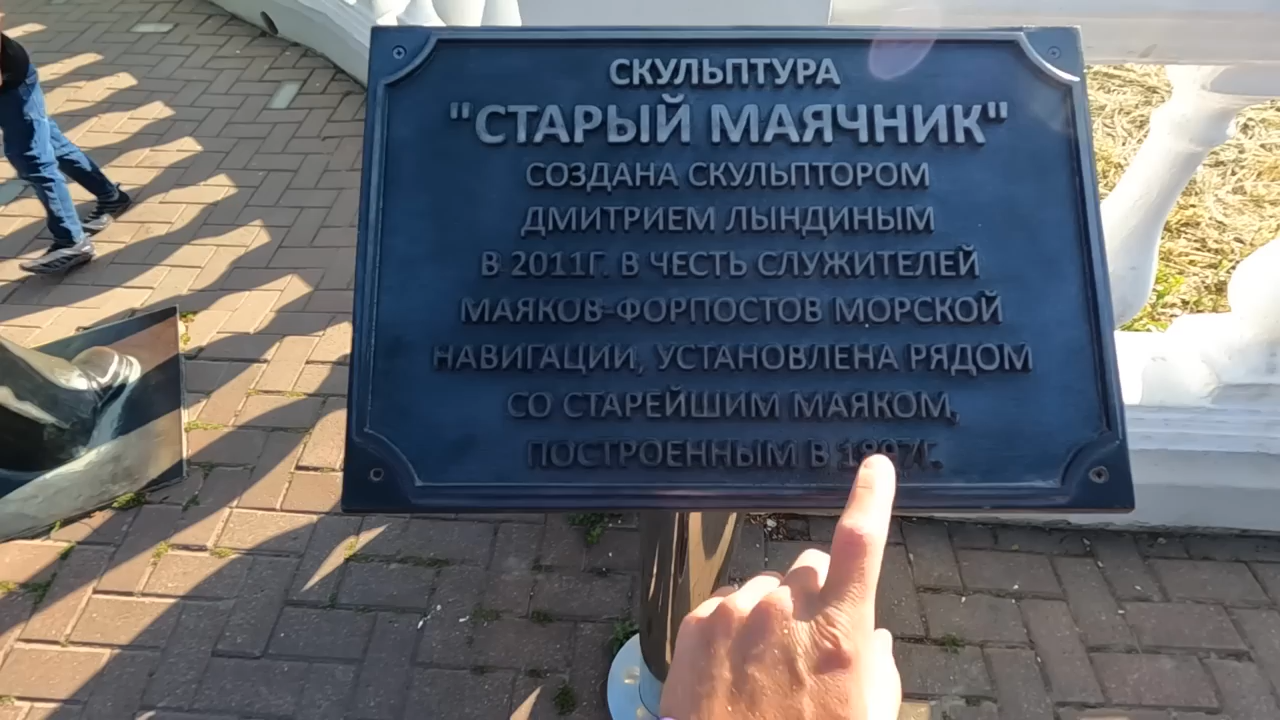 СКУЛЬПТУРА
"СТАРЫЙ МАЯЧНИК"
СОЗДАНА СКУЛЬПТОРОМ
ДМИТРИЕМ ЛЫНДИНЫМ
В 2011Г. В ЧЕСТЬ СЛУЖИТЕЛЕЙ
МАЯКОВ-ФОРПОСТОВ МОРСКОЙ
НАВИГАЦИИ, УСТАНОВЛЕНА РЯДОМ
СО СТАРЕЙШИМ МАЯКОМ,
ПОСТРОЕННЫМ В 1897Г.